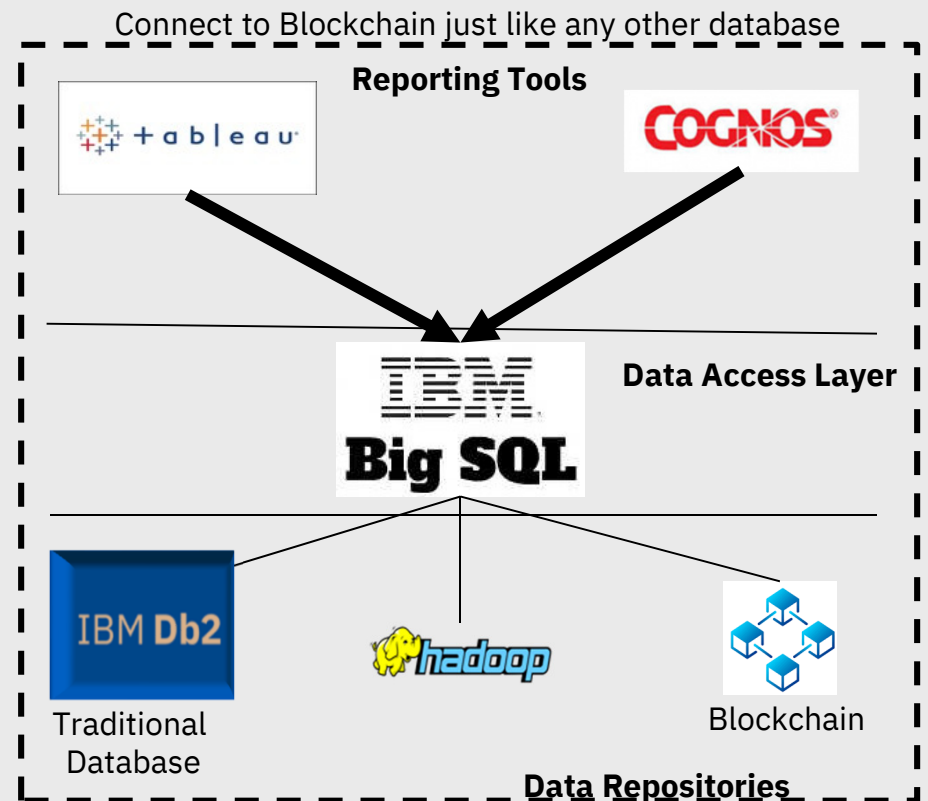 Connect to Blockchain just like any other database
Reporting Tools
+ a b | e a u
COGNOS®
IBM.
Big SQL
Data Access Layer
IBM Db2
hadoop
Traditional
Database
Blockchain
Data Repositories